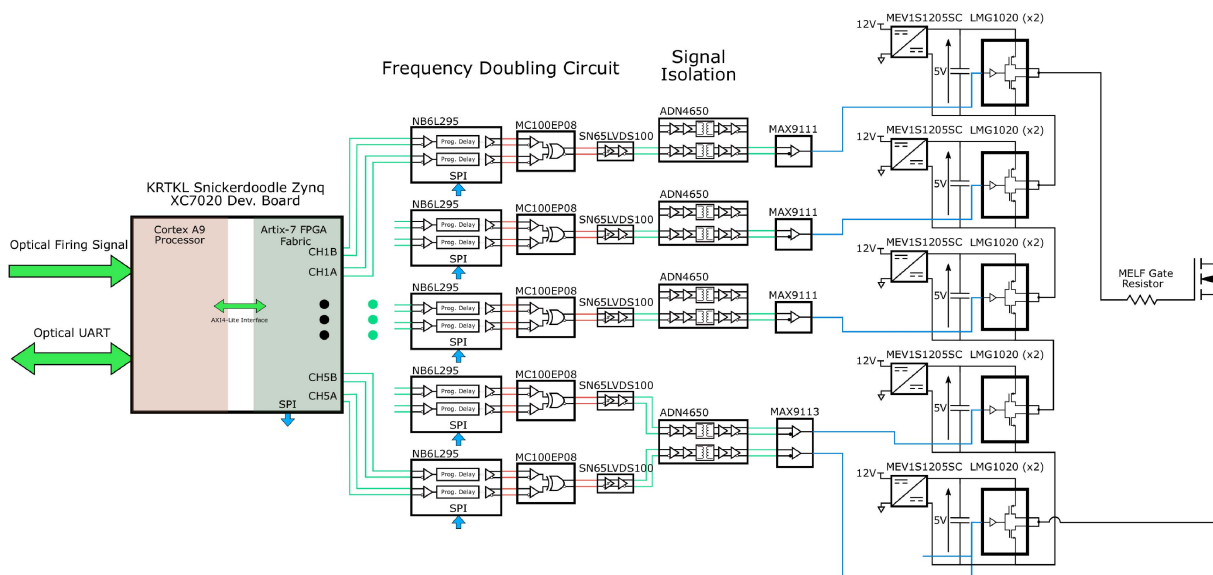 MEV1S1205SC LMG1020 (x2)
12V
5V
Frequency Doubling Circuit
Signal
Isolation
NB6L295
MC100EP08
SN65LVDS100
ADN4650
MAX9111
Prog. Delay
Prog. Delay
SPI
MEV1S1205SC LMG1020 (x2)
12V
5V
KRTKL Snickerdoodle Zynq
XC7020 Dev. Board
Optical Firing Signal
Cortex A9
Processor
Artix-7 FPGA
Fabric
CH1B
CH1A
AXI4-Lite Interface
Optical UART
CH5B
CH5A
SPI
NB6L295
MC100EP08
SN65LVDS100
ADN4650
MAX9111
Prog. Delay
Prog. Delay
SPI
MEV1S1205SC LMG1020 (x2)
12V
5V
MELF Gate
Resistor
NB6L295
MC100EP08
SN65LVDS100
ADN4650
MAX9111
Prog. Delay
Prog. Delay
SPI
MEV1S1205SC LMG1020 (x2)
12V
5V
NB6L295
MC100EP08
SN65LVDS100
ADN4650
MAX9113
Prog. Delay
Prog. Delay
SPI
NB6L295
MC100EP08
SN65LVDS100
Prog. Delay
Prog. Delay
SPI
MEV1S1205SC LMG1020 (x2)
12V
5V